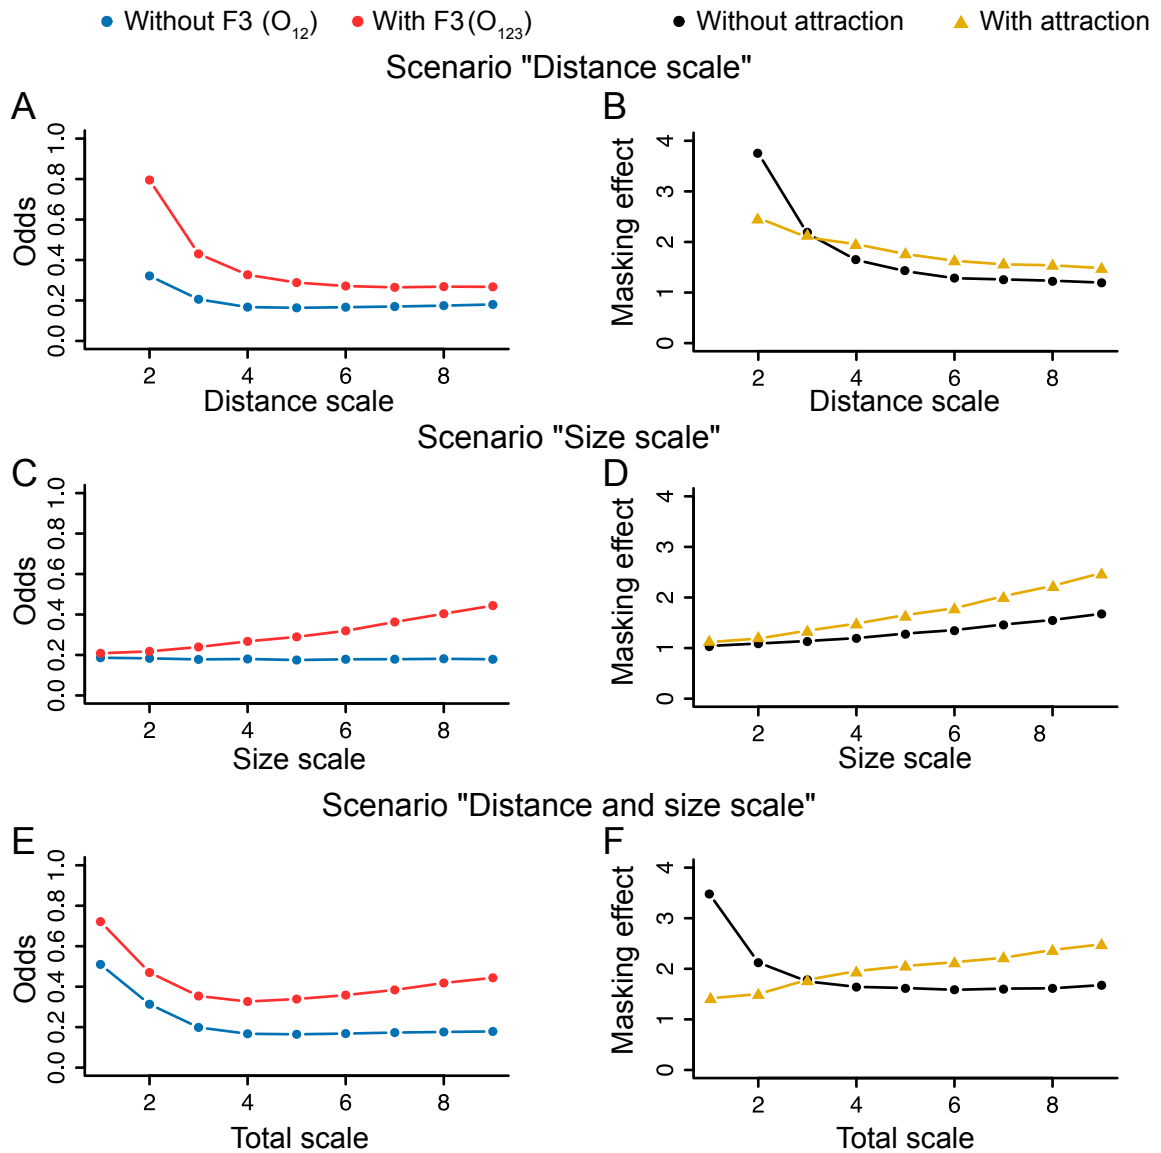 Without F3 (O12) With F3(O123) Without attraction With attraction
Scenario "Distance scale"
A
Odds
0.0 0.2 0.4 0.6 0.8 1.0
2 4 6 8
Distance scale
B
Masking effect
0 1 2 3 4
2 4 6 8
Distance scale
Scenario "Size scale"
C
Odds
0.0 0.2 0.4 0.6 0.8 1.0
2 4 6 8
Size scale
D
Masking effect
0 1 2 3 4
2 4 6 8
Size scale
Scenario "Distance and size scale"
E
Odds
0.0 0.2 0.4 0.6 0.8 1.0
2 4 6 8
Total scale
F
Masking effect
0 1 2 3 4
2 4 6 8
Total scale